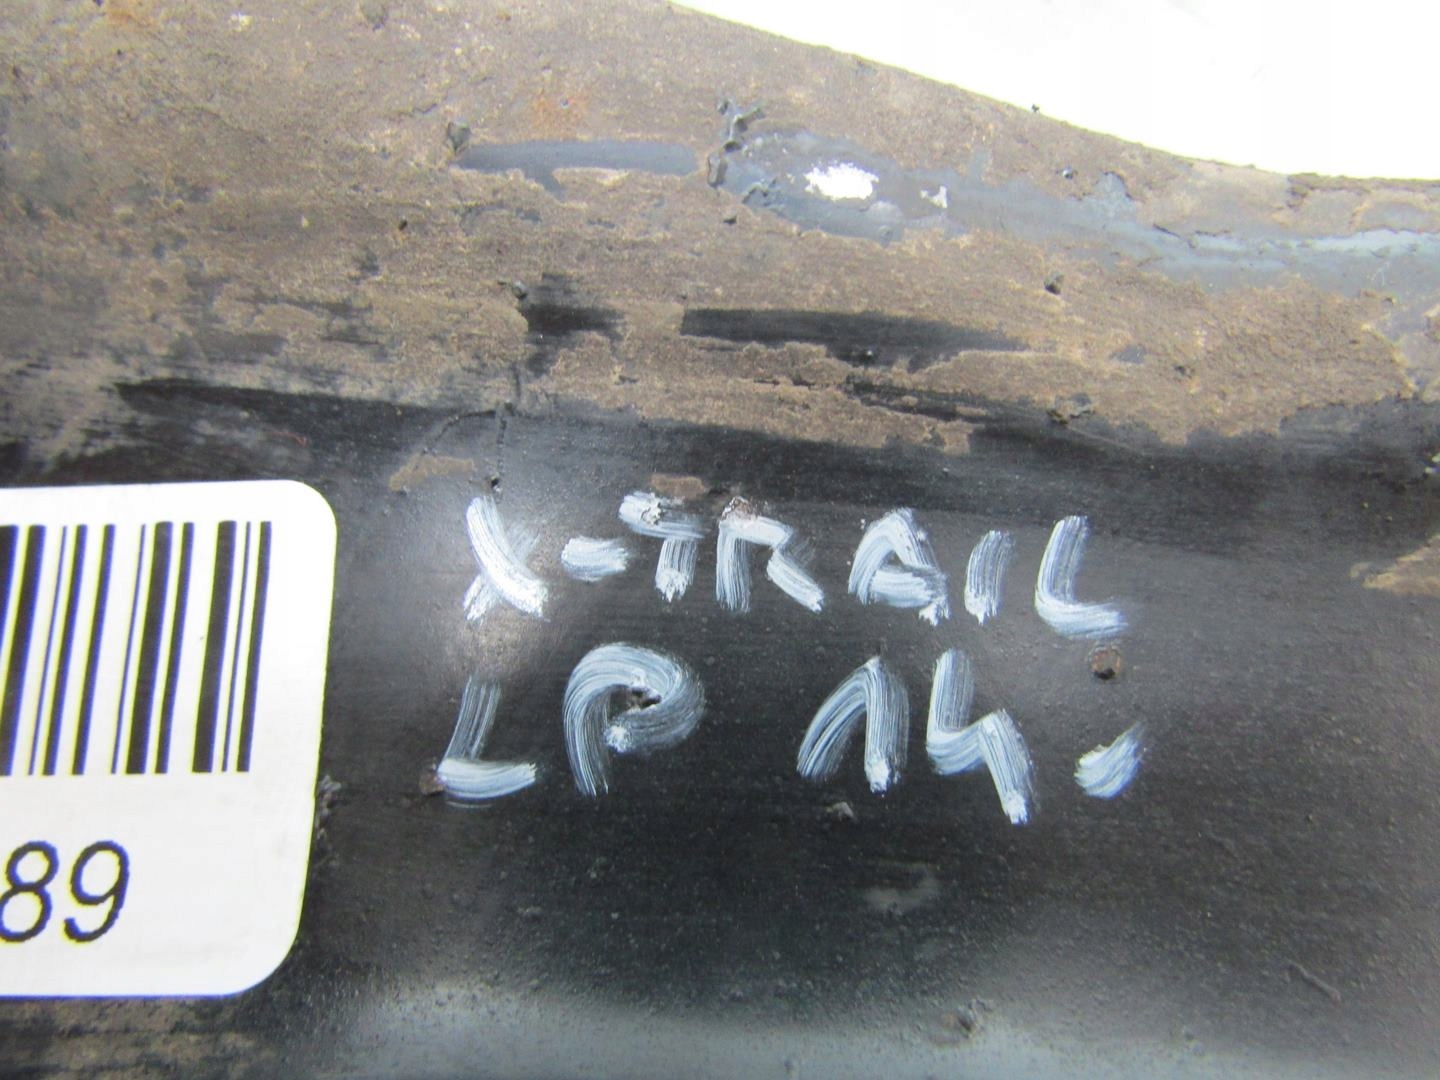 X-TRAIL
LP 14.
89